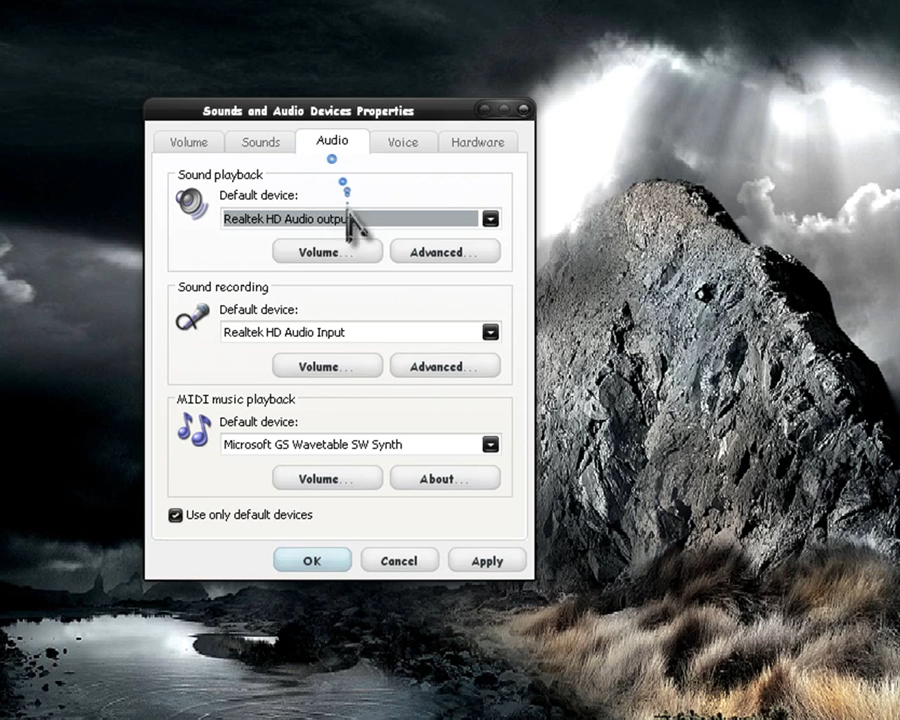 Sounds and Audio Devices Properties
Volume Sounds Audio Voice Hardware
Sound playback
Default device:
Realtek HD Audio output
Volume...
Advanced...
Sound recording
Default device:
Realtek HD Audio Input
Volume...
Advanced...
MIDI music playback
Default device:
Microsoft GS Wavetable SW Synth
Volume...
About...
Use only default devices
OK Cancel Apply